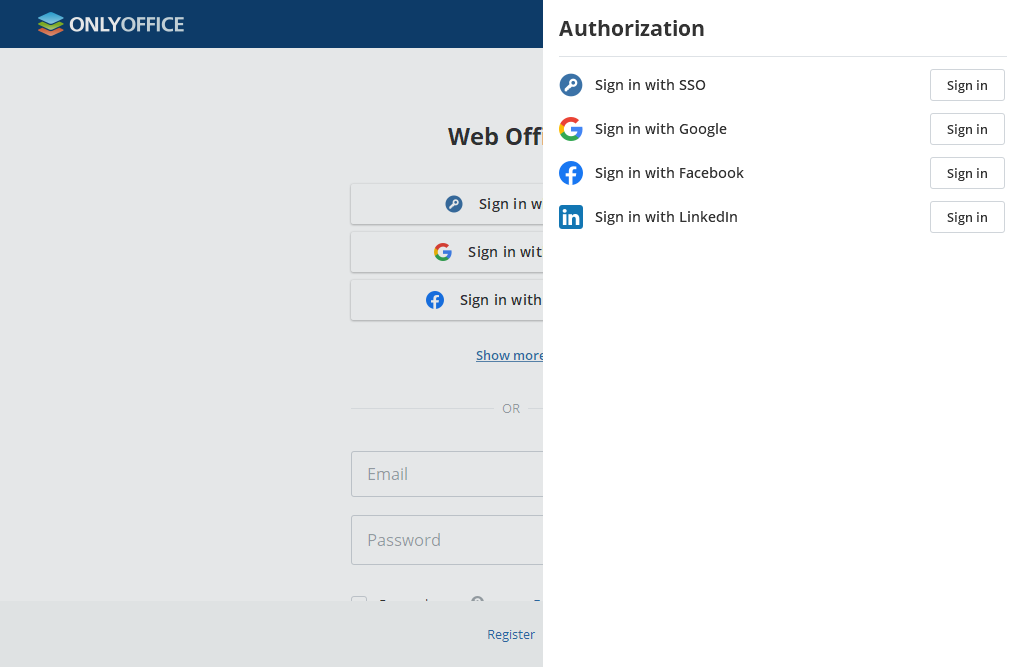 ONLYOFFICE
Web Off
Sign in w
Sign in wit
Sign in with
Show more
OR
Email
Password
Register
Authorization
Sign in with SSO
Sign in
Sign in with Google
Sign in
Sign in with Facebook
Sign in
Sign in with LinkedIn
Sign in